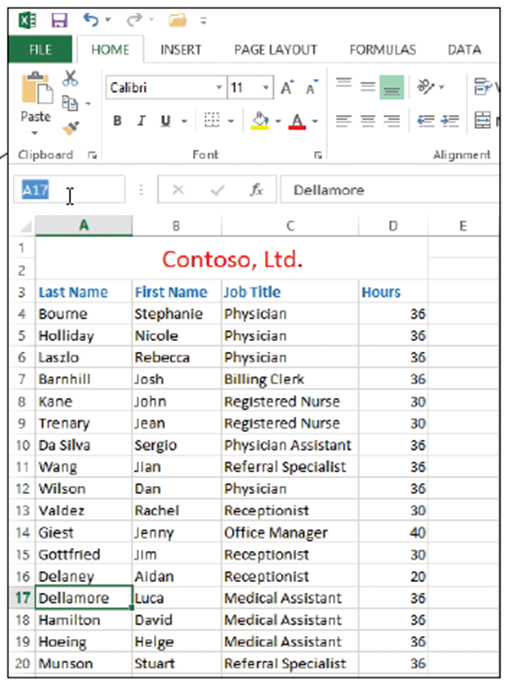 FILE HOME INSERT PAGE LAYOUT FORMULAS DATA
Calibri 11 A A
Paste B I U A
Clipboard Font Alignment
A17 fx Dellamore
A B C D E
1
Contoso, Ltd.
2
3 Last Name First Name Job Title Hours
4 Bourne Stephanie Physician 36
5 Holliday Nicole Physician 36
6 Laszlo Rebecca Physician 36
7 Barnhill Josh Billing Clerk 36
8 Kane John Registered Nurse 30
9 Trenary Jean Registered Nurse 30
10 Da Silva Sergio Physician Assistant 36
11 Wang Jian Referral Specialist 36
12 Wilson Dan Physician 36
13 Valdez Rachel Receptionist 30
14 Giest Jenny Office Manager 40
15 Gottfried Jim Receptionist 30
16 Delaney Aidan Receptionist 20
17 Dellamore Luca Medical Assistant 36
18 Hamilton David Medical Assistant 36
19 Hoeing Helge Medical Assistant 36
20 Munson Stuart Referral Specialist 36